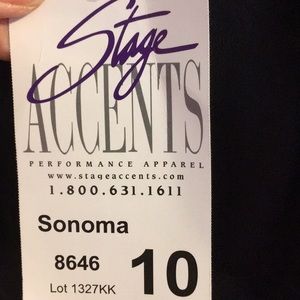 Stage
ACCENTS
PERFORMANCE APPAREL
www.stageaccents.com
1.800.631.1611
Sonoma
8646
10
Lot 1327KK